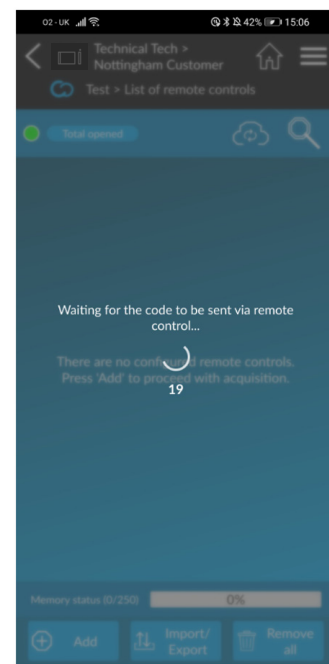 O2 - UK 42% 15:06
Technical Tech >
Nottingham Customer
Test > List of remote controls
Total opened
Waiting for the code to be sent via remote
control...
There are no configured remote controls.
Press 'Add' to proceed with acquisition.
19
Memory status (0/250) 0%
Add Import/
Export Remove
all